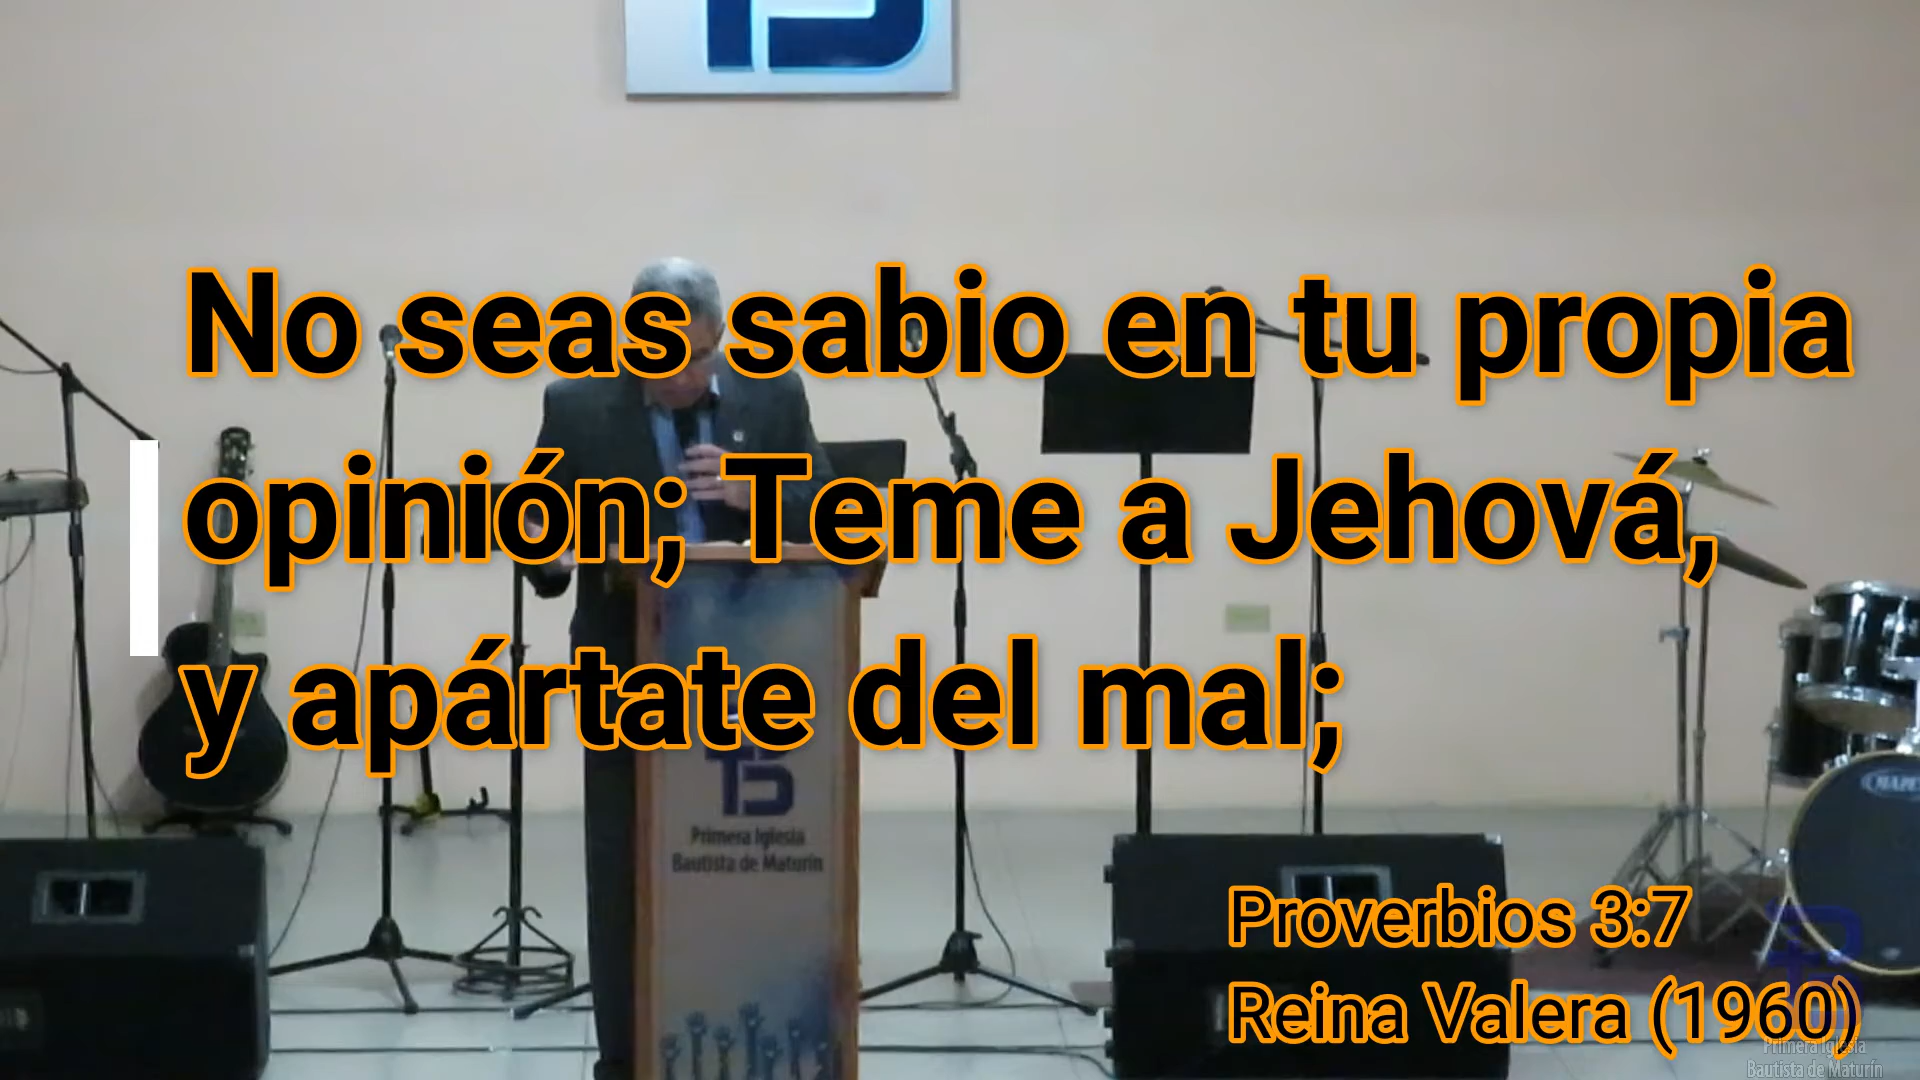 No seas sabio en tu propia
opinión; Teme a Jehová,
y apártate del mal;
Primera Iglesia
Bautista de Maturín
Proverbios 3:7
Reina Valera (1960)
Primera Iglesia
Bautista de Maturín